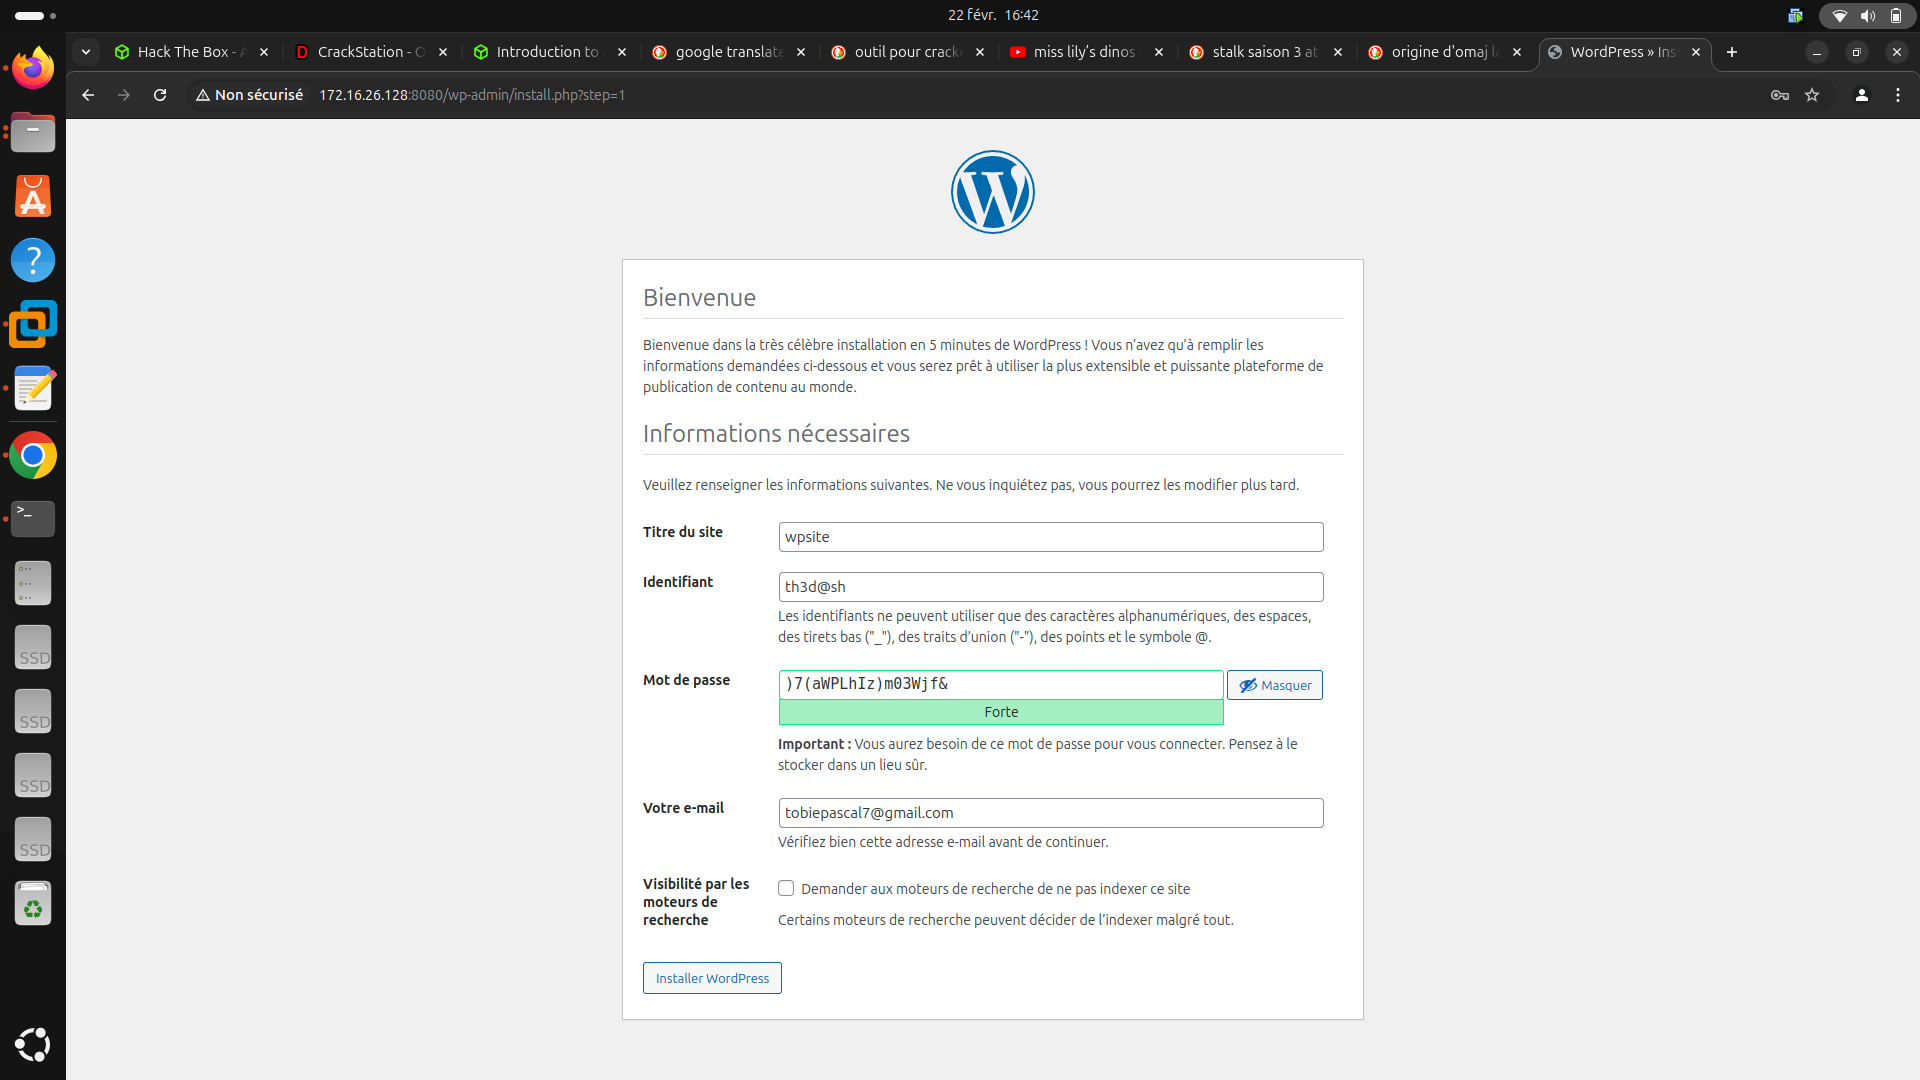 22 févr. 16:42
Hack The Box - A
CrackStation - O
Introduction to
google translate
outil pour cracke
miss lily’s dinos
stalk saison 3 at
origine d'omaj la
WordPress » Ins
Non sécurisé 172.16.26.128:8080/wp-admin/install.php?step=1
Bienvenue
Bienvenue dans la très célèbre installation en 5 minutes de WordPress ! Vous n’avez qu’à remplir les
informations demandées ci-dessous et vous serez prêt à utiliser la plus extensible et puissante plateforme de
publication de contenu au monde.
Informations nécessaires
Veuillez renseigner les informations suivantes. Ne vous inquiétez pas, vous pourrez les modifier plus tard.
Titre du site
wpsite
Identifiant
th3d@sh
Les identifiants ne peuvent utiliser que des caractères alphanumériques, des espaces,
des tirets bas ("_"), des traits d’union ("-"), des points et le symbole @.
Mot de passe
)7(aWPLhIz)m03Wjf&
Masquer
Forte
Important : Vous aurez besoin de ce mot de passe pour vous connecter. Pensez à le
stocker dans un lieu sûr.
Votre e-mail
tobiepascal7@gmail.com
Vérifiez bien cette adresse e-mail avant de continuer.
Visibilité par les
moteurs de
recherche
Demander aux moteurs de recherche de ne pas indexer ce site
Certains moteurs de recherche peuvent décider de l’indexer malgré tout.
Installer WordPress
SSD
SSD
SSD
SSD